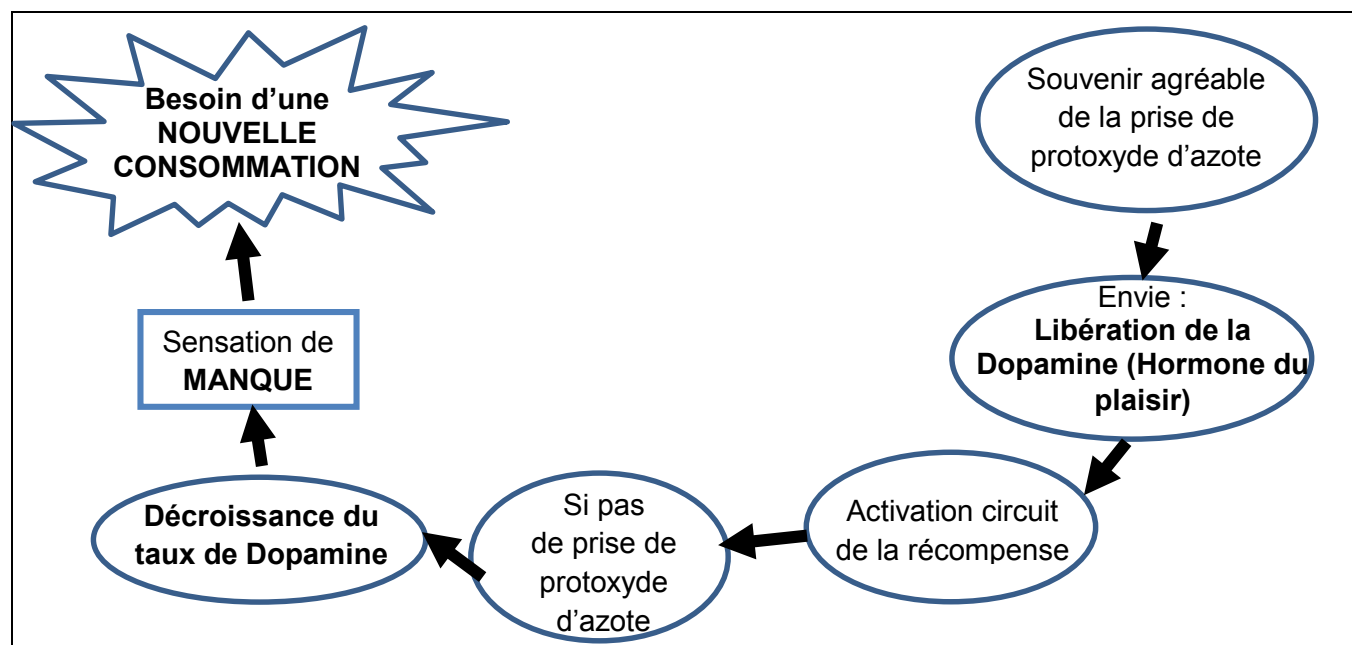 Besoin d'une
NOUVELLE
CONSOMMATION
Souvenir agréable
de la prise de
protoxyde d'azote
Envie :
Libération de la
Dopamine (Hormone du
plaisir)
Activation circuit
de la récompense
Si pas
de prise de
protoxyde
d'azote
Décroissance du
taux de Dopamine
Sensation de
MANQUE